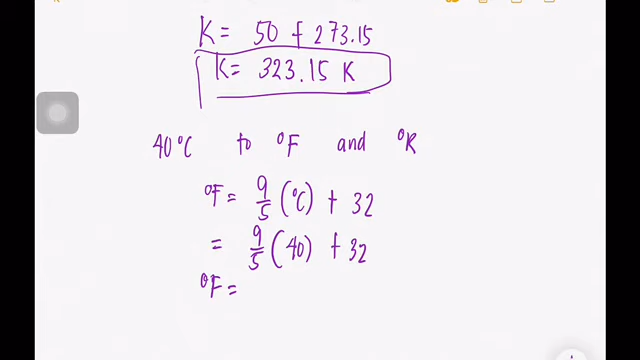 K = 50 + 273.15
K = 323.15 K
40°C to °F and °R
°F = 9/5 (°C) + 32
= 9/5 (40) + 32
°F =